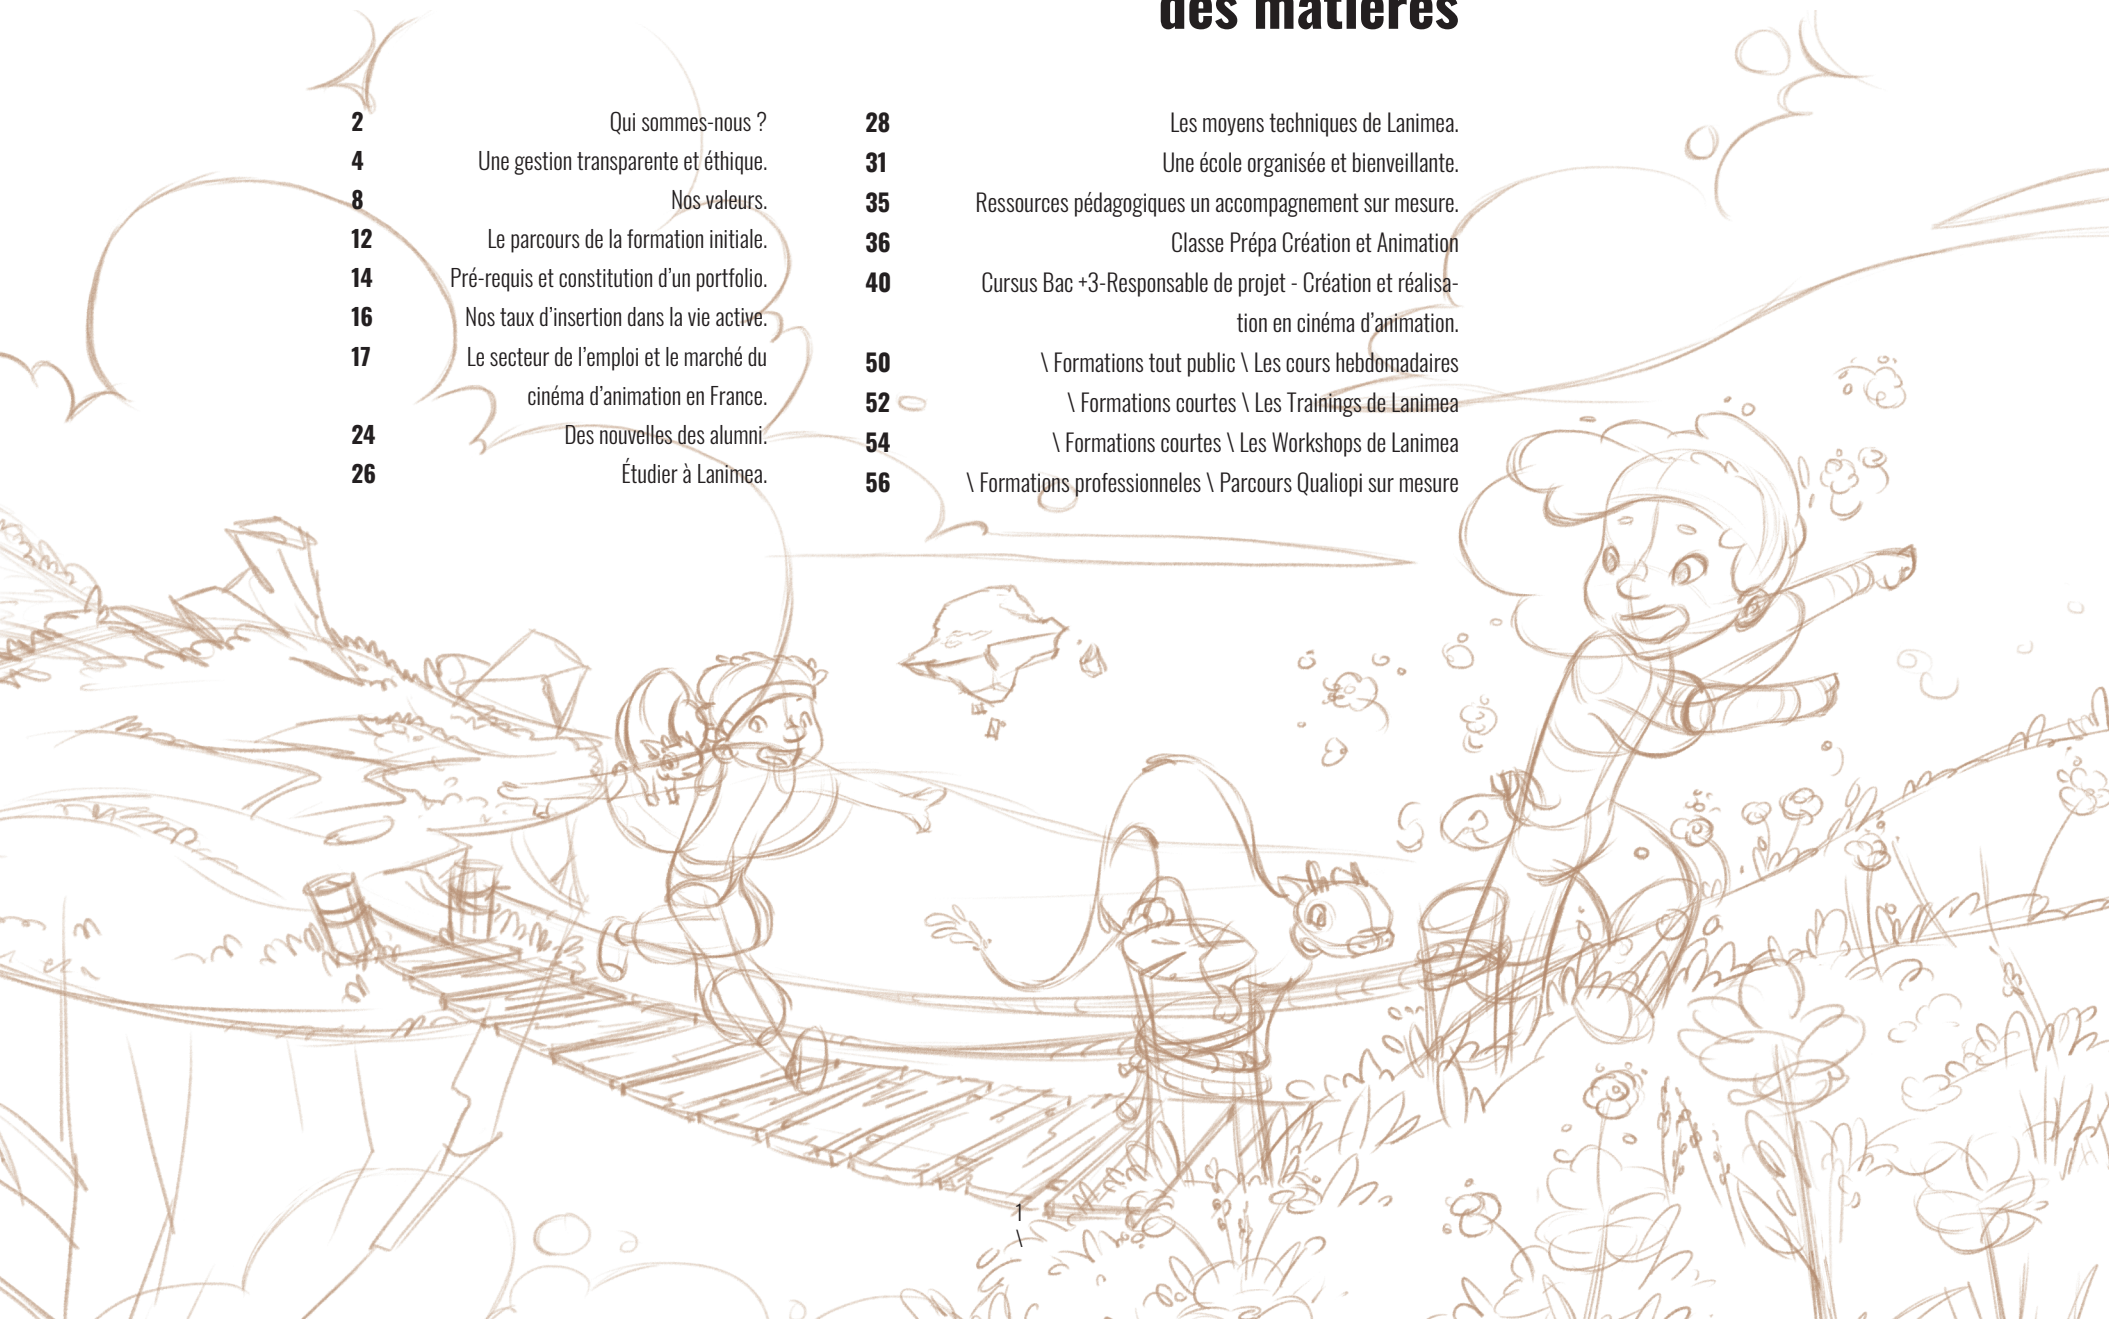 des matières
2 Qui sommes-nous ?
4 Une gestion transparente et éthique.
8 Nos valeurs.
12 Le parcours de la formation initiale.
14 Pré-requis et constitution d’un portfolio.
16 Nos taux d’insertion dans la vie active.
17 Le secteur de l’emploi et le marché du
cinéma d’animation en France.
24 Des nouvelles des alumni.
26 Étudier à Lanimea.
28 Les moyens techniques de Lanimea.
31 Une école organisée et bienveillante.
35 Ressources pédagogiques un accompagnement sur mesure.
36 Classe Prépa Création et Animation
40 Cursus Bac +3-Responsable de projet - Création et réalisa-
tion en cinéma d’animation.
50 \ Formations tout public \ Les cours hebdomadaires
52 \ Formations courtes \ Les Trainings de Lanimea
54 \ Formations courtes \ Les Workshops de Lanimea
56 \ Formations professionneles \ Parcours Qualiopi sur mesure
1
\